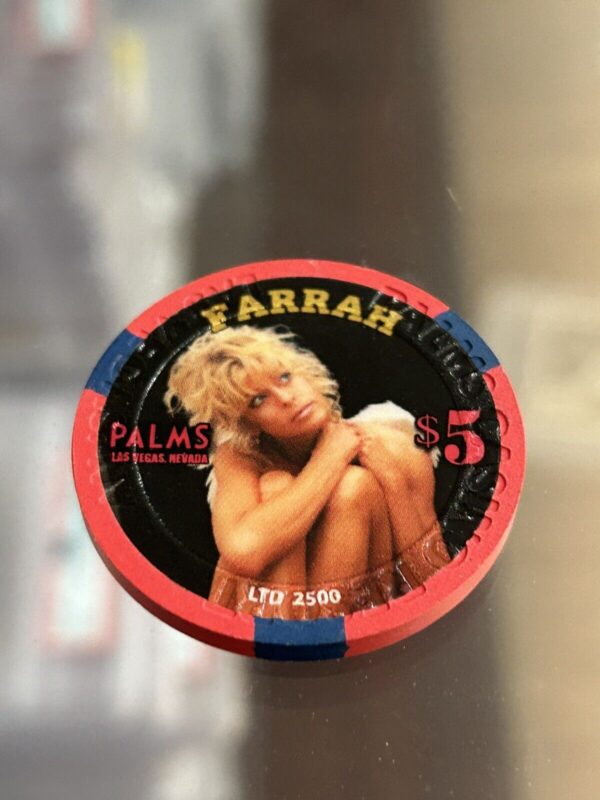 FARRAH
PALMS
LAS VEGAS, NEVADA
$5
LTD 2500